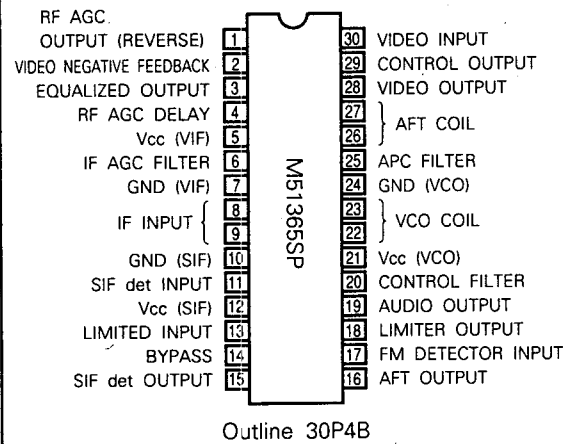 RF AGC
OUTPUT (REVERSE) 1
VIDEO NEGATIVE FEEDBACK 2
EQUALIZED OUTPUT 3
RF AGC DELAY 4
Vcc (VIF) 5
IF AGC FILTER 6
GND (VIF) 7
IF INPUT { 8
9
GND (SIF) 10
SIF det INPUT 11
Vcc (SIF) 12
LIMITED INPUT 13
BYPASS 14
SIF det OUTPUT 15
M51365SP
30 VIDEO INPUT
29 CONTROL OUTPUT
28 VIDEO OUTPUT
27
26 } AFT COIL
25 APC FILTER
24 GND (VCO)
23
22 } VCO COIL
21 Vcc (VCO)
20 CONTROL FILTER
19 AUDIO OUTPUT
18 LIMITER OUTPUT
17 FM DETECTOR INPUT
16 AFT OUTPUT
Outline 30P4B